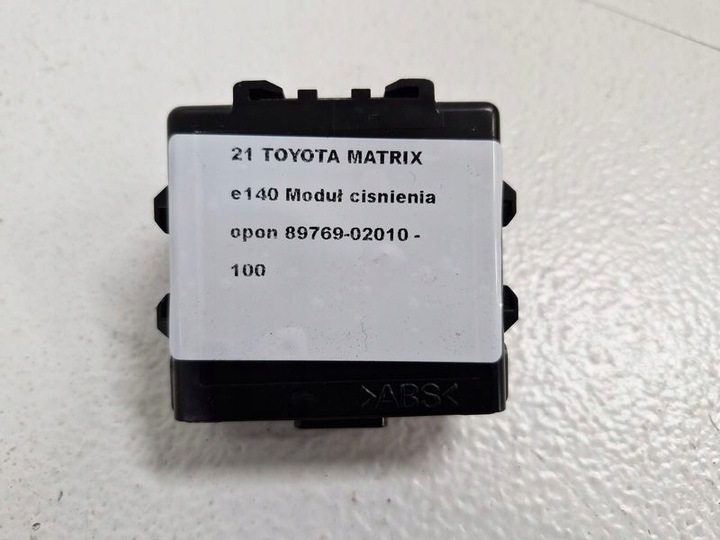 21 TOYOTA MATRIX
e140 Moduł cisnienia
opon 89769-02010 -
100
>ABS<